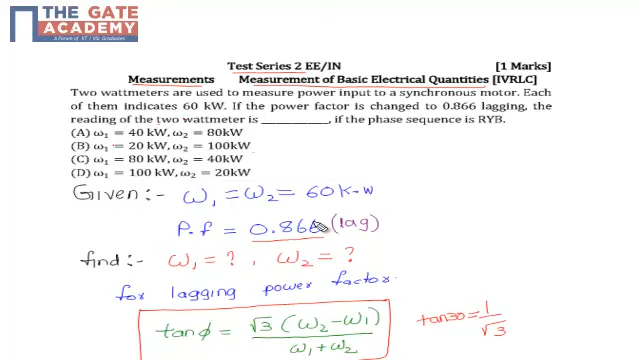 THE GATE
ACADEMY
A Forum of IIT / IISc Graduates
Test Series 2 EE/IN [1 Marks]
Measurements Measurement of Basic Electrical Quantities [IVRLC]
Two wattmeters are used to measure power input to a synchronous motor. Each
of them indicates 60 kW. If the power factor is changed to 0.866 lagging, the
reading of the two wattmeter is __________, if the phase sequence is RYB.
(A) ω₁ = 40 kW, ω₂ = 80kW
(B) ω₁ = 20 kW, ω₂ = 100kW
(C) ω₁ = 80 kW, ω₂ = 40kW
(D) ω₁ = 100 kW, ω₂ = 20kW
Given :- ω₁ = ω₂ = 60 K.W
P.f = 0.866 (lag)
find :- ω₁ = ? , ω₂ = ?
for lagging power factor.
tanϕ = √3 (ω₂ − ω₁) / ω₁ + ω₂
tan30 = 1/√3